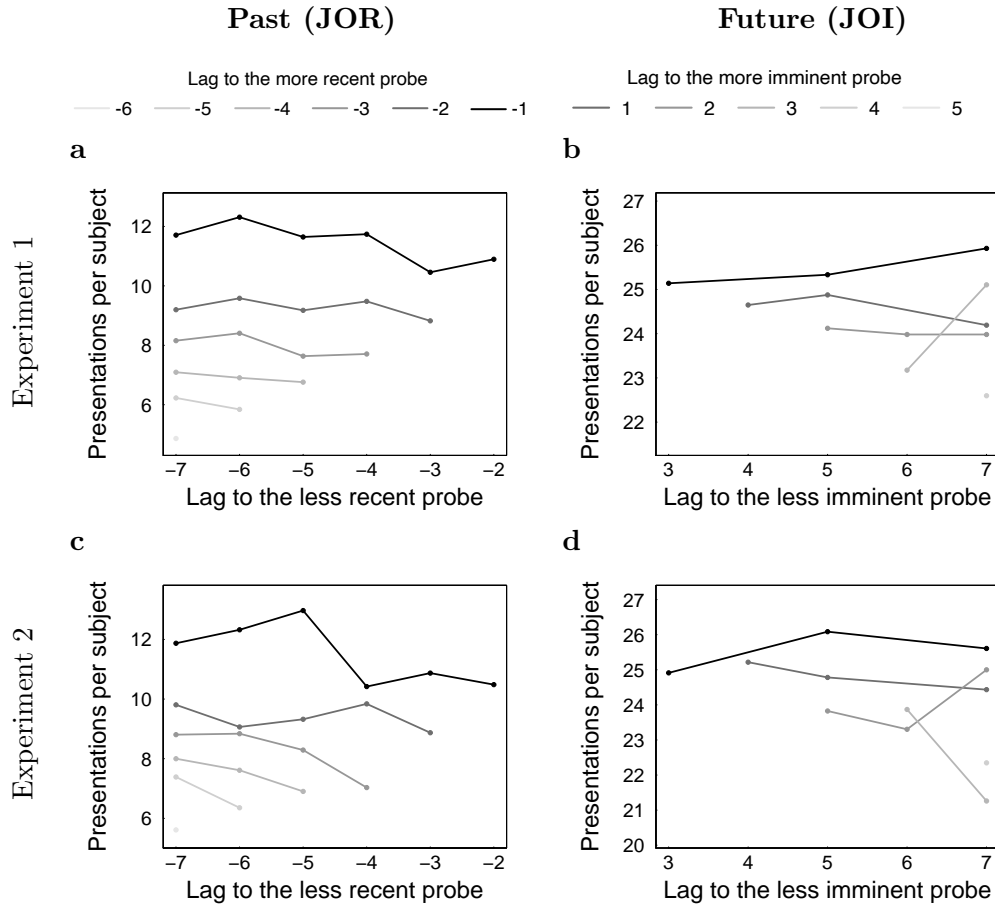 Past (JOR)
Future (JOI)
Lag to the more recent probe
-6 -5 -4 -3 -2 -1
Lag to the more imminent probe
1 2 3 4 5
a
b
Experiment 1
Presentations per subject
12
10
8
6
−7 −6 −5 −4 −3 −2
Lag to the less recent probe
Presentations per subject
27
26
25
24
23
22
3 4 5 6 7
Lag to the less imminent probe
c
d
Experiment 2
Presentations per subject
12
10
8
6
−7 −6 −5 −4 −3 −2
Lag to the less recent probe
Presentations per subject
27
26
25
24
23
22
21
20
3 4 5 6 7
Lag to the less imminent probe